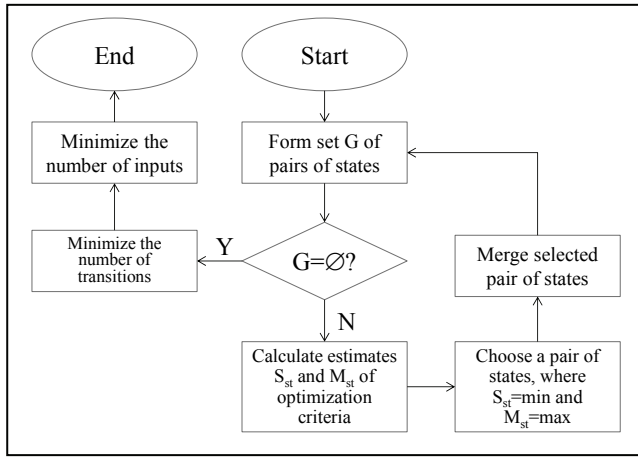 End
Start
Minimize the
number of inputs
Form set G of
pairs of states
Minimize the
number of
transitions
Y
G=∅?
Merge selected
pair of states
N
Calculate estimates
Sst and Mst of
optimization
criteria
Choose a pair of
states, where
Sst=min and
Mst=max